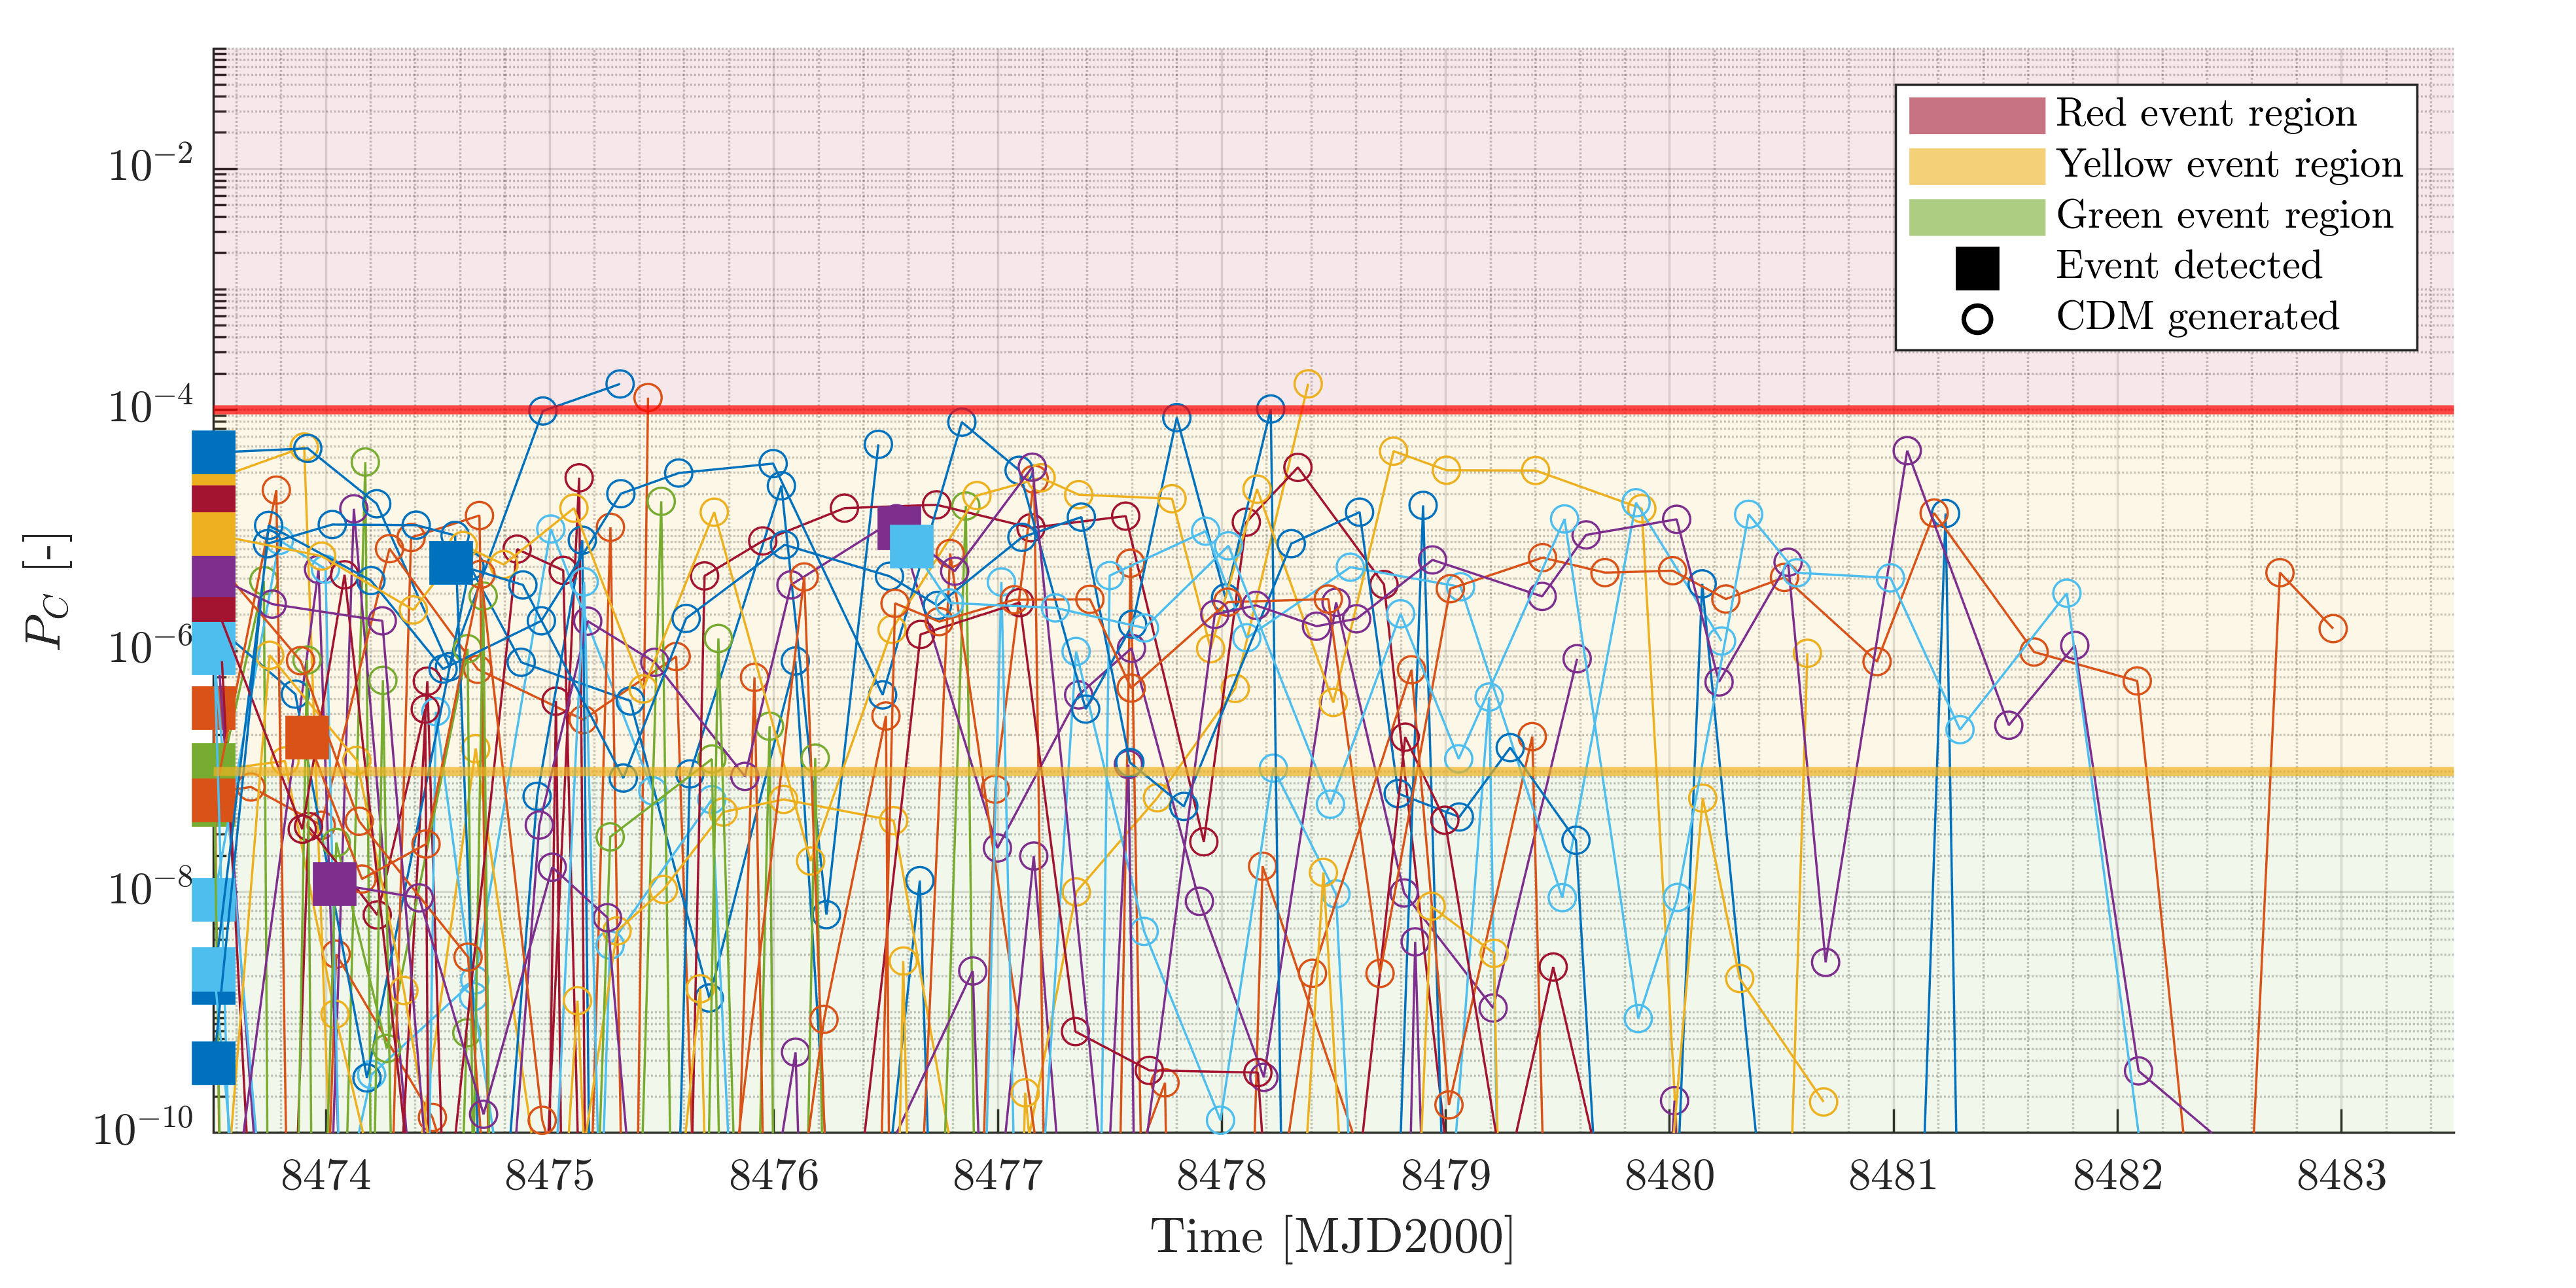 Red event region
Yellow event region
Green event region
Event detected
CDM generated
10^{-2}
10^{-4}
10^{-6}
10^{-8}
10^{-10}
P_C [-]
8474 8475 8476 8477 8478 8479 8480 8481 8482 8483
Time [MJD2000]